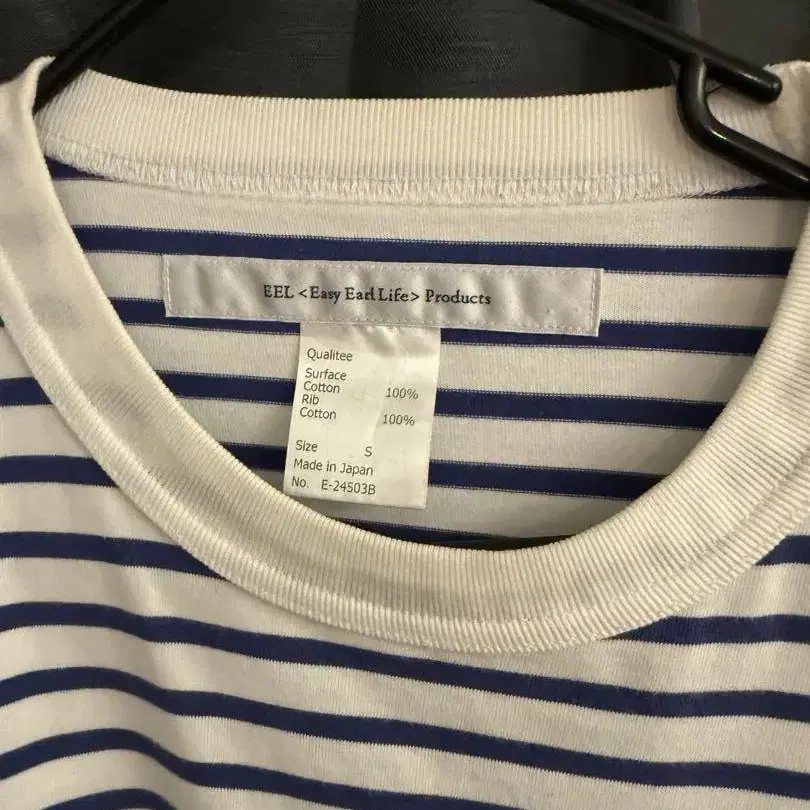 EEL <Easy Earl Life> Products
Qualitee
Surface
Cotton 100%
Rib
Cotton 100%
Size S
Made in Japan
No. E-24503B